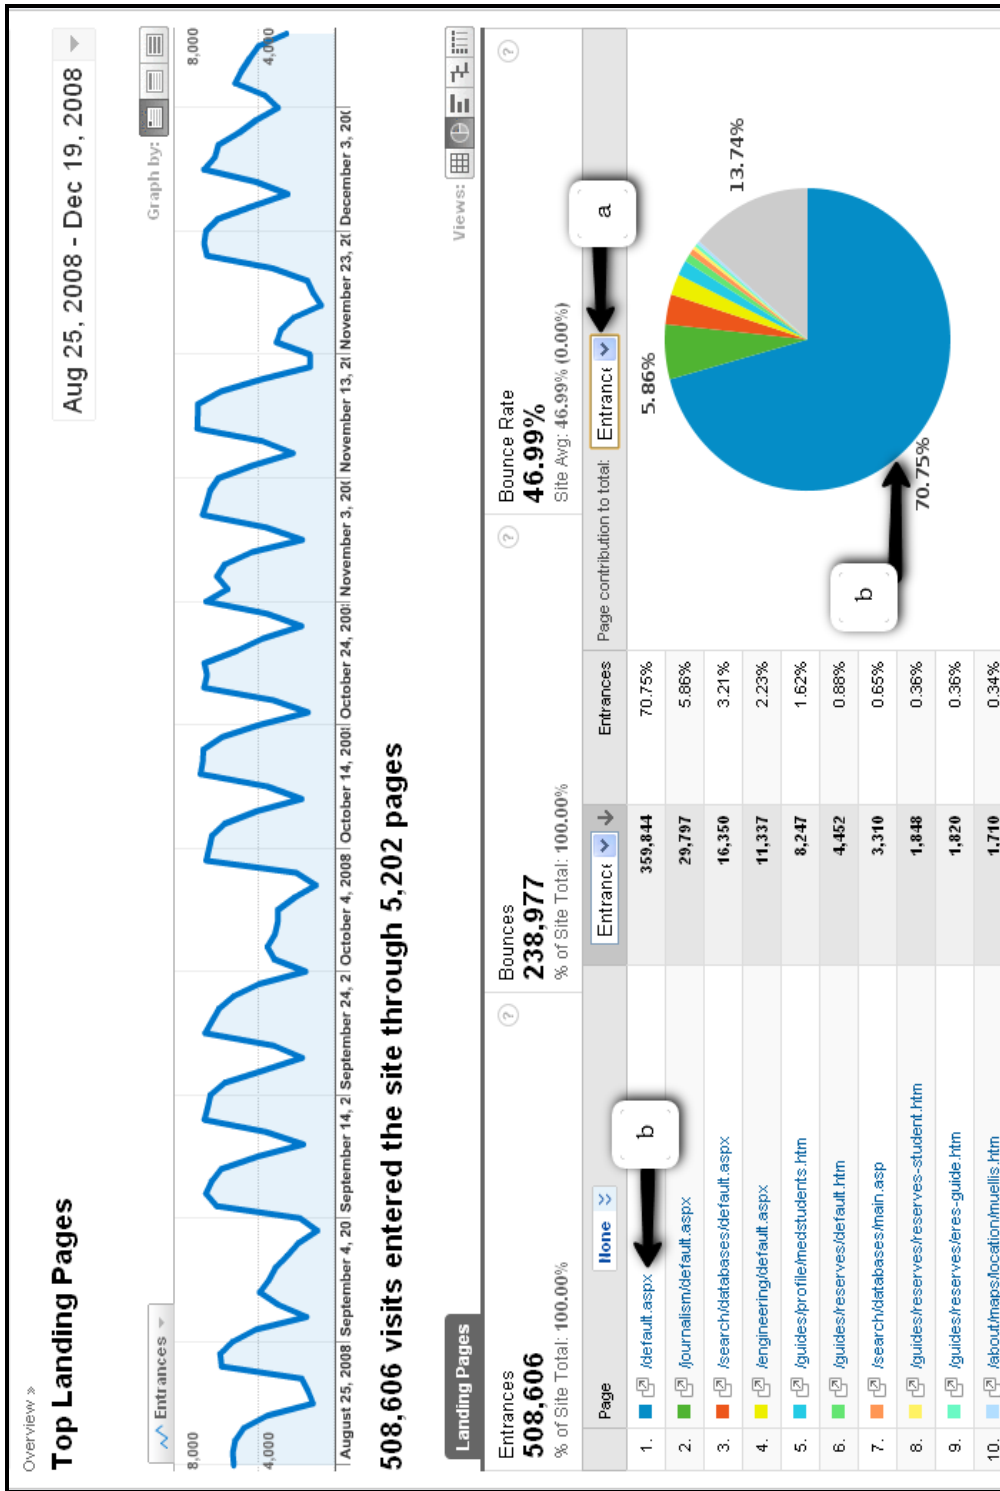 Overview »
Top Landing Pages
Aug 25, 2008 - Dec 19, 2008
Entrances
Graph by:
8,000
8,000
4,000
4,000
August 25, 2008
September 4, 20
September 14, 2
September 24, 2
October 4, 2008
October 14, 200
October 24, 200
November 3, 20
November 13, 2
November 23, 2
December 3, 20
508,606 visits entered the site through 5,202 pages
Landing Pages
Views:
Entrances
508,606
% of Site Total: 100.00%
Bounces
238,977
% of Site Total: 100.00%
Bounce Rate
46.99%
Site Avg: 46.99% (0.00%)
?
?
?
Page
None
Entrance
Entrances
Page contribution to total:
Entrance
a
1. /default.aspx 359,844 70.75%
2. /journalism/default.aspx 29,797 5.86%
3. /search/databases/default.aspx 16,350 3.21%
4. /engineering/default.aspx 11,337 2.23%
5. /guides/profile/medstudents.htm 8,247 1.62%
6. /guides/reserves/default.htm 4,452 0.88%
7. /search/databases/main.asp 3,310 0.65%
8. /guides/reserves/reserves-student.htm 1,848 0.36%
9. /guides/reserves/eres-guide.htm 1,820 0.36%
10. /about/maps/location/muellis.htm 1,710 0.34%
b
5.86%
13.74%
70.75%
b